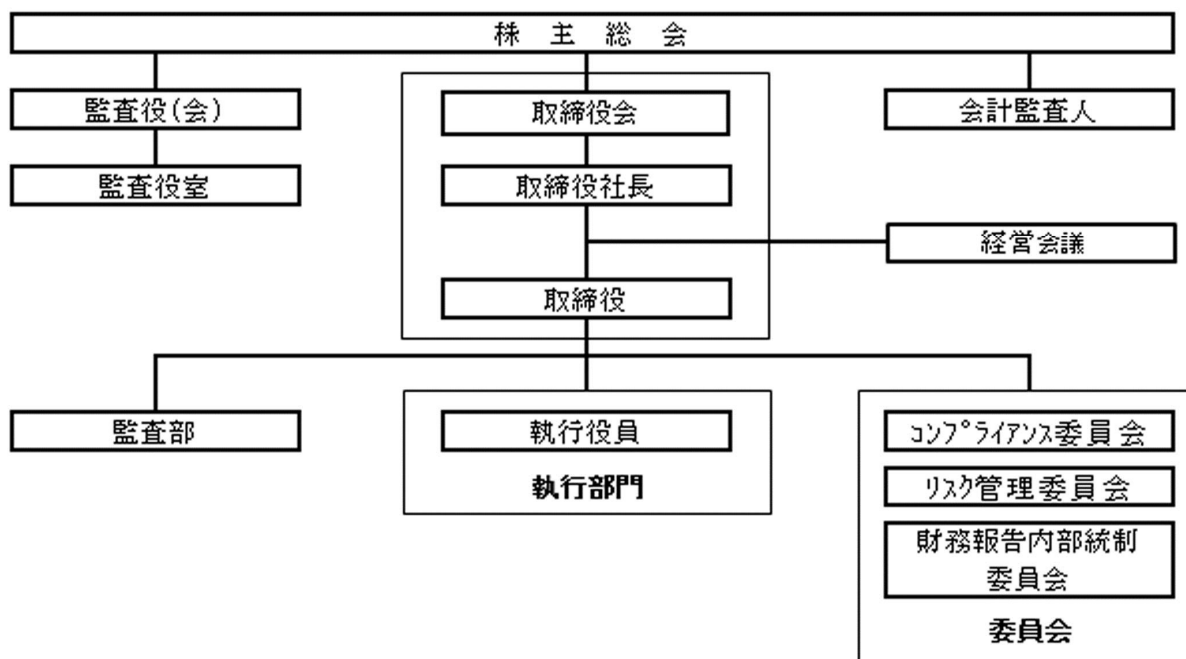 株主総会
監査役(会)
取締役会
会計監査人
監査役室
取締役社長
経営会議
取締役
監査部
執行役員
執行部門
ｺﾝﾌﾟﾗｲｱﾝｽ委員会
ﾘｽｸ管理委員会
財務報告内部統制
委員会
委員会